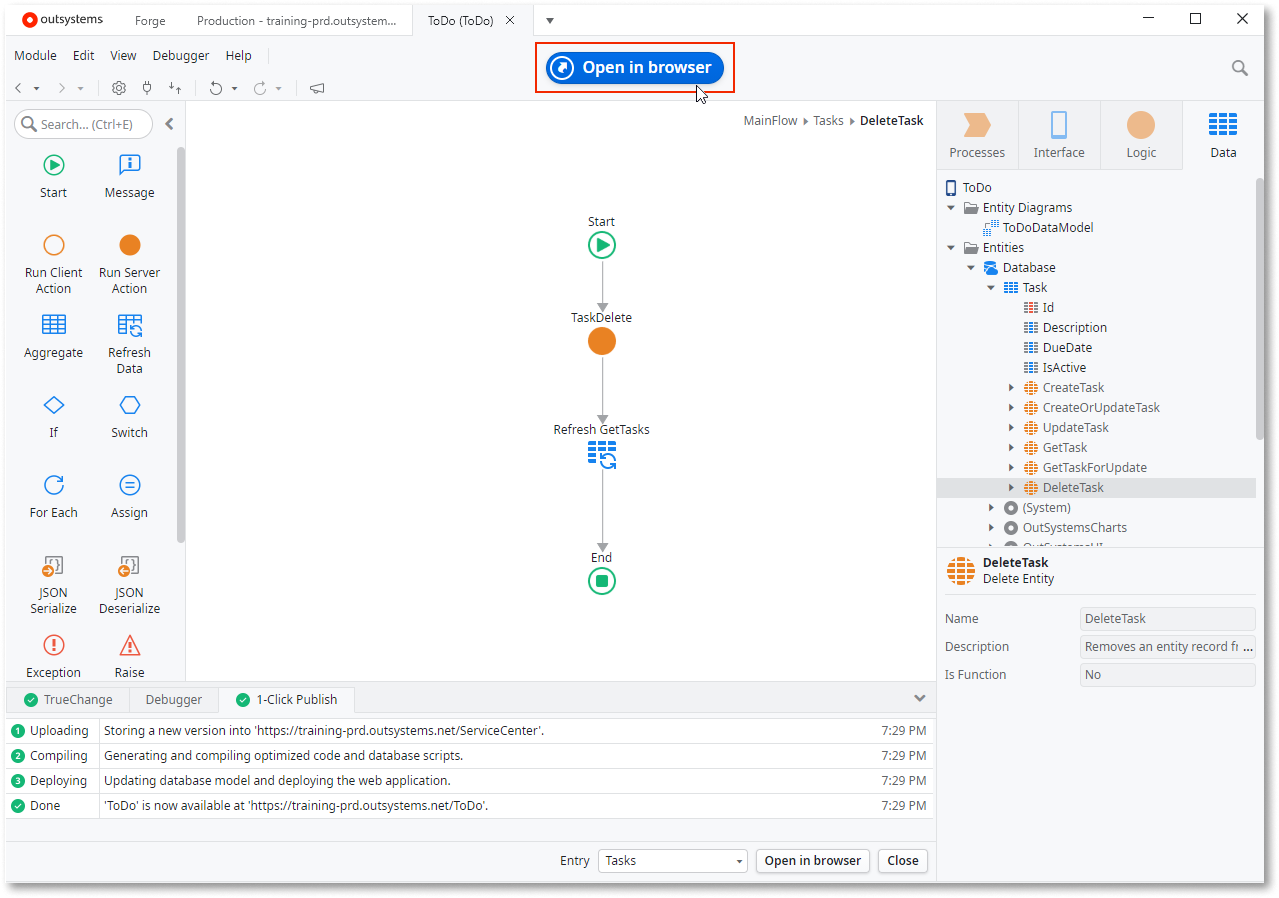 outsystems
Forge
Production - training-prd.outsystem...
ToDo (ToDo)
Module Edit View Debugger Help
Open in browser
Search... (Ctrl+E)
Start
Message
Run Client
Action
Run Server
Action
Aggregate
Refresh
Data
If
Switch
For Each
Assign
JSON
Serialize
JSON
Deserialize
Exception
Raise
MainFlow Tasks DeleteTask
Start
TaskDelete
Refresh GetTasks
End
Processes
Interface
Logic
Data
ToDo
Entity Diagrams
ToDoDataModel
Entities
Database
Task
Id
Description
DueDate
IsActive
CreateTask
CreateOrUpdateTask
UpdateTask
GetTask
GetTaskForUpdate
DeleteTask
(System)
OutSystemsCharts
DeleteTask
Delete Entity
Name DeleteTask
Description Removes an entity record fr ...
Is Function No
TrueChange
Debugger
1-Click Publish
1 Uploading Storing a new version into 'https://training-prd.outsystems.net/ServiceCenter'. 7:29 PM
2 Compiling Generating and compiling optimized code and database scripts. 7:29 PM
3 Deploying Updating database model and deploying the web application. 7:29 PM
Done 'ToDo' is now available at 'https://training-prd.outsystems.net/ToDo'. 7:29 PM
Entry Tasks Open in browser Close